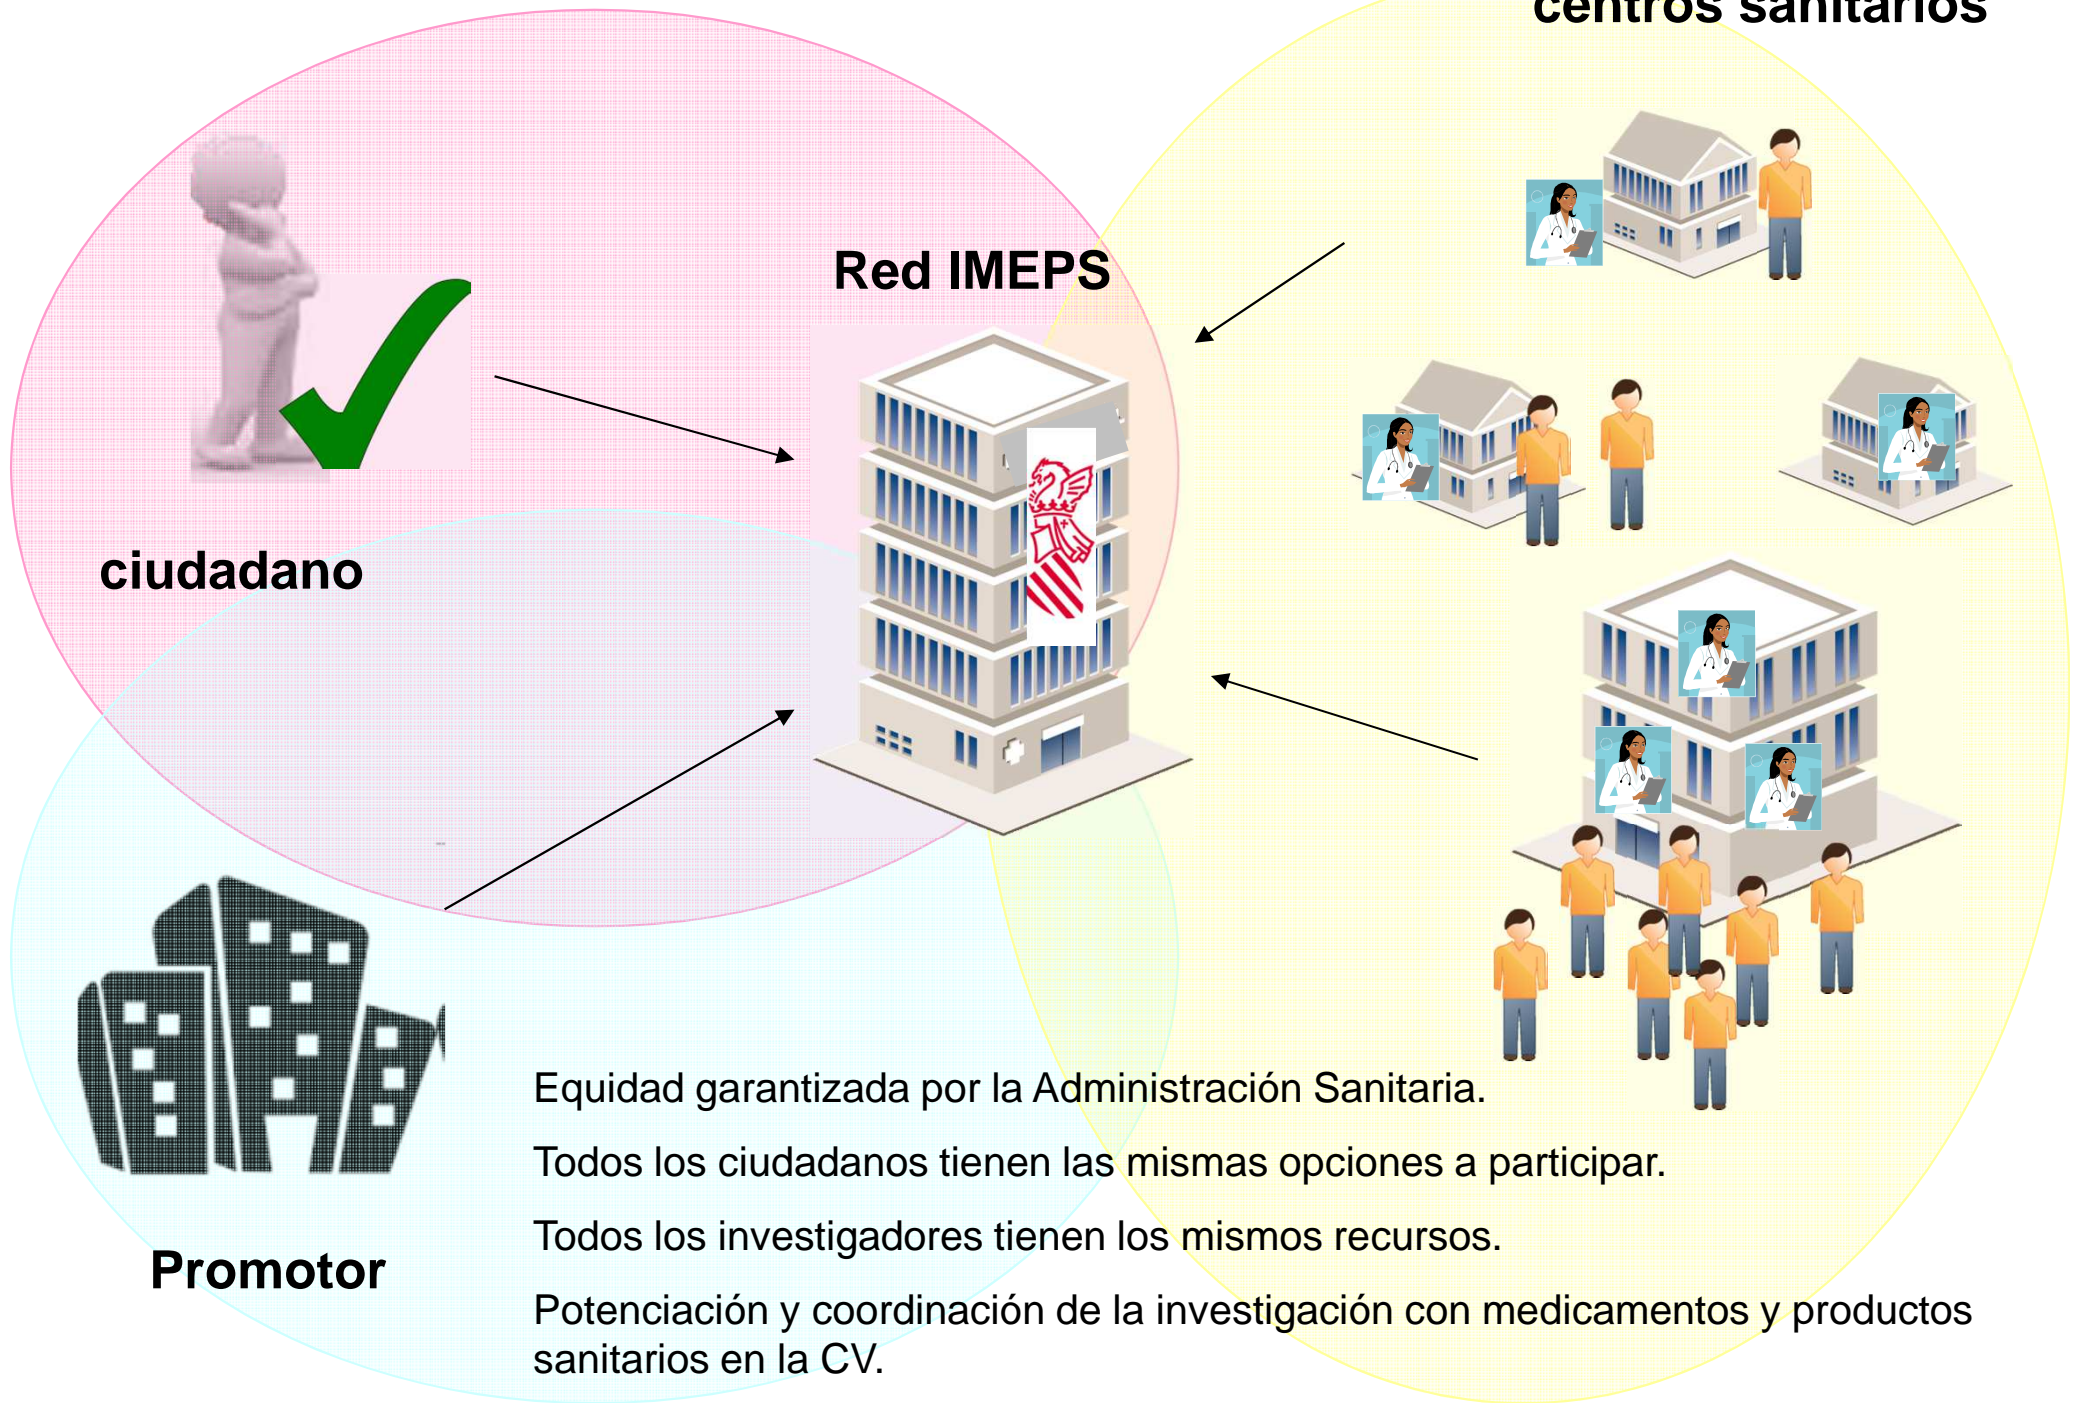 centros sanitarios
Red IMEPS
ciudadano
Promotor
Equidad garantizada por la Administración Sanitaria.
Todos los ciudadanos tienen las mismas opciones a participar.
Todos los investigadores tienen los mismos recursos.
Potenciación y coordinación de la investigación con medicamentos y productos
sanitarios en la CV.